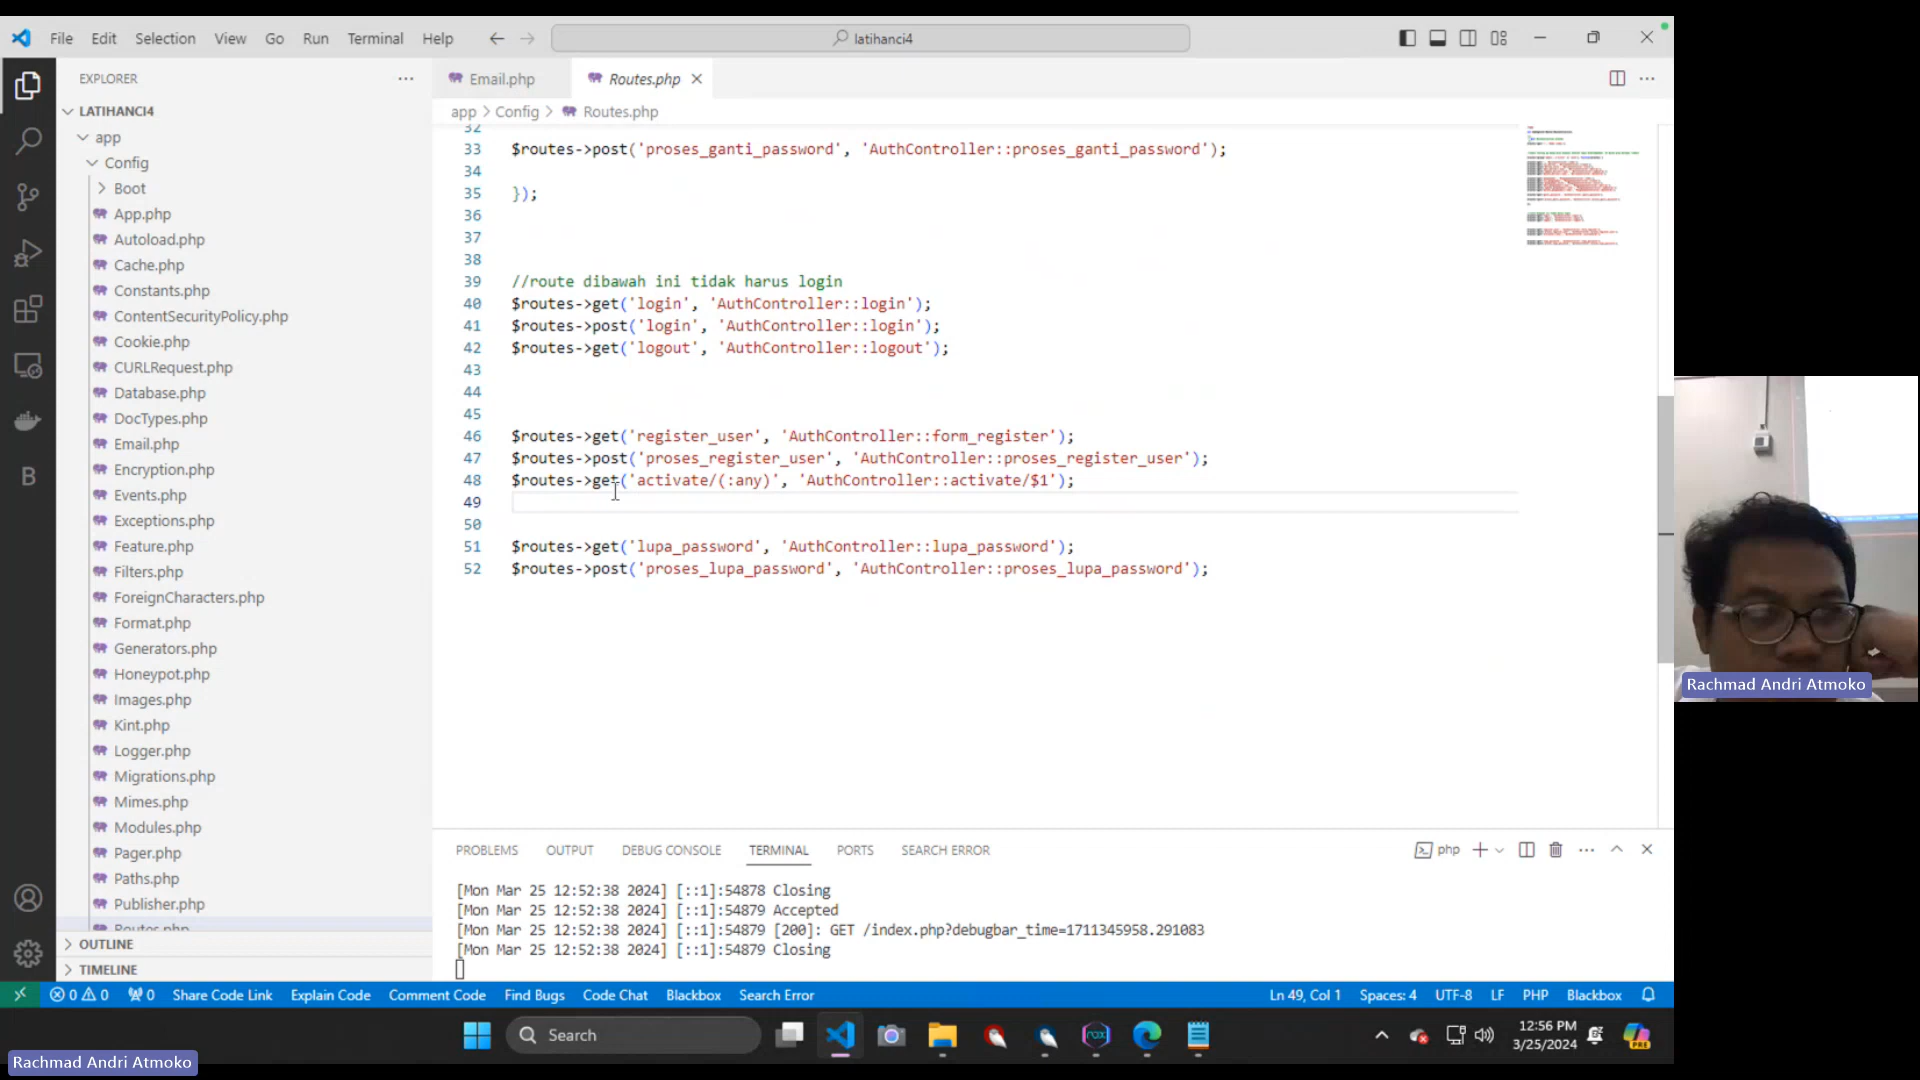 File Edit Selection View Go Run Terminal Help
latihanci4
EXPLORER
LATIHANCI4
app
Config
Boot
App.php
Autoload.php
Cache.php
Constants.php
ContentSecurityPolicy.php
Cookie.php
CURLRequest.php
Database.php
DocTypes.php
Email.php
Encryption.php
Events.php
Exceptions.php
Feature.php
Filters.php
ForeignCharacters.php
Format.php
Generators.php
Honeypot.php
Images.php
Kint.php
Logger.php
Migrations.php
Mimes.php
Modules.php
Pager.php
Paths.php
Publisher.php
Routes.php
OUTLINE
TIMELINE
Email.php Routes.php
app > Config > Routes.php
32
33 $routes->post('proses_ganti_password', 'AuthController::proses_ganti_password');
34
35 });
36
37
38
39 //route dibawah ini tidak harus login
40 $routes->get('login', 'AuthController::login');
41 $routes->post('login', 'AuthController::login');
42 $routes->get('logout', 'AuthController::logout');
43
44
45
46 $routes->get('register_user', 'AuthController::form_register');
47 $routes->post('proses_register_user', 'AuthController::proses_register_user');
48 $routes->get('activate/(:any)', 'AuthController::activate/$1');
49
50
51 $routes->get('lupa_password', 'AuthController::lupa_password');
52 $routes->post('proses_lupa_password', 'AuthController::proses_lupa_password');
PROBLEMS OUTPUT DEBUG CONSOLE TERMINAL PORTS SEARCH ERROR
php
[Mon Mar 25 12:52:38 2024] [::1]:54878 Closing
[Mon Mar 25 12:52:38 2024] [::1]:54879 Accepted
[Mon Mar 25 12:52:38 2024] [::1]:54879 [200]: GET /index.php?debugbar_time=1711345958.291083
[Mon Mar 25 12:52:38 2024] [::1]:54879 Closing
0 0 0 Share Code Link Explain Code Comment Code Find Bugs Code Chat Blackbox Search Error
Ln 49, Col 1 Spaces: 4 UTF-8 LF PHP Blackbox
Search
12:56 PM
3/25/2024
Rachmad Andri Atmoko
Rachmad Andri Atmoko